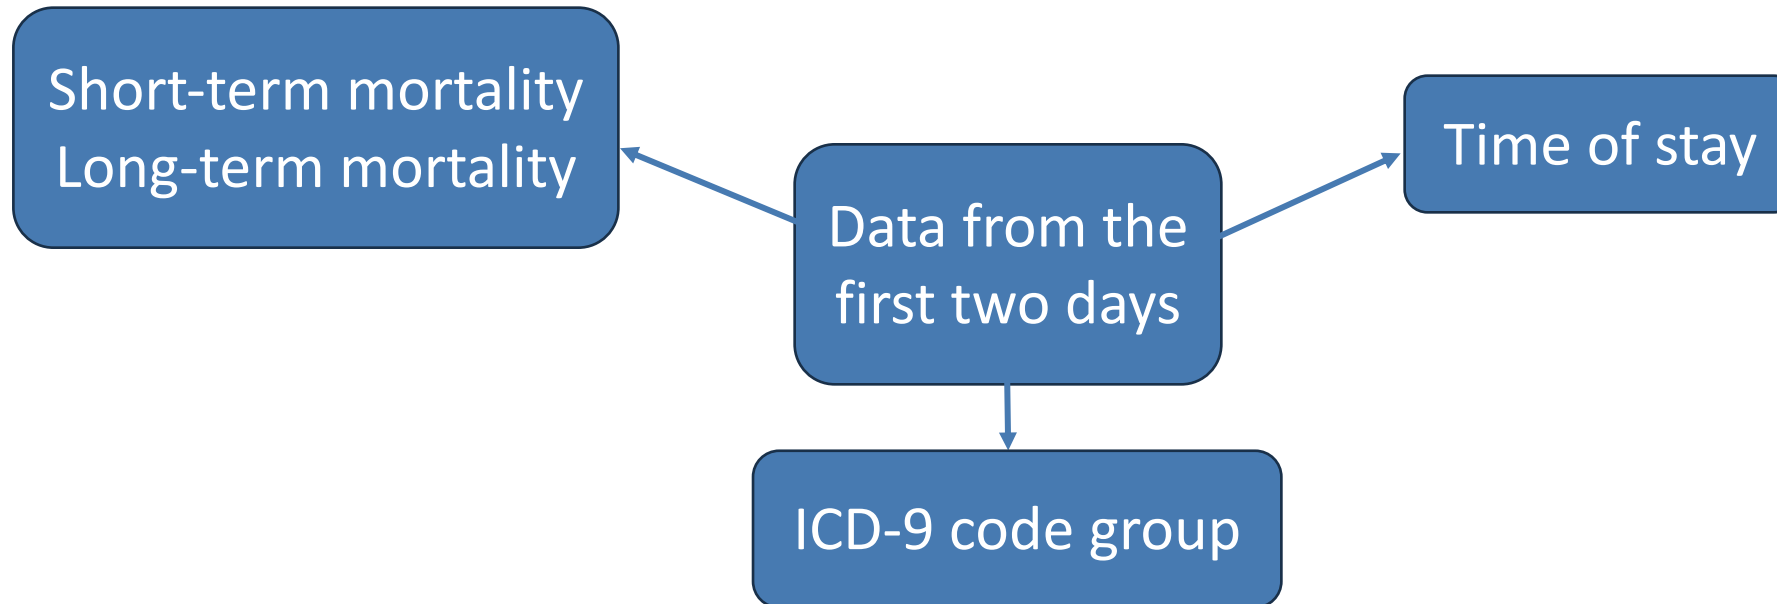 Short-term mortality
Long-term mortality
Data from the
first two days
Time of stay
ICD-9 code group